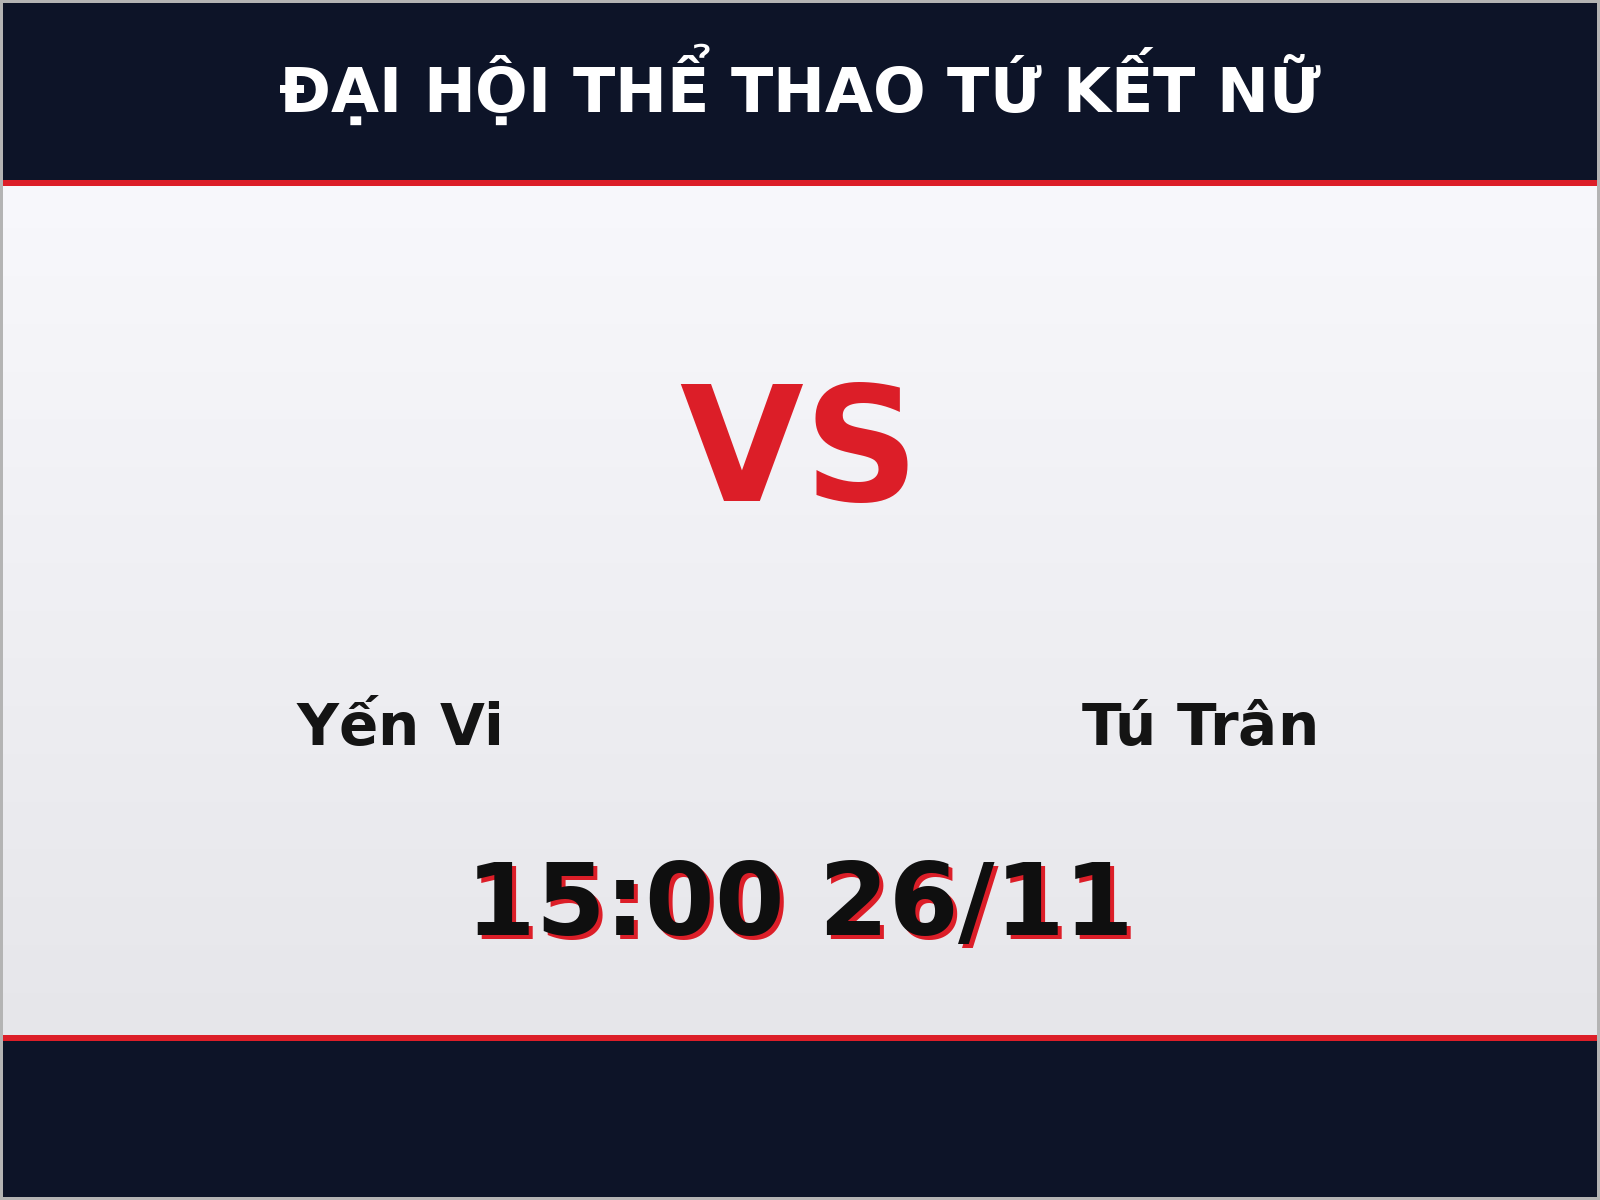 ĐẠI HỘI THỂ THAO TỨ KẾT NỮ
VS
Yến Vi
Tú Trân
15:00 26/11